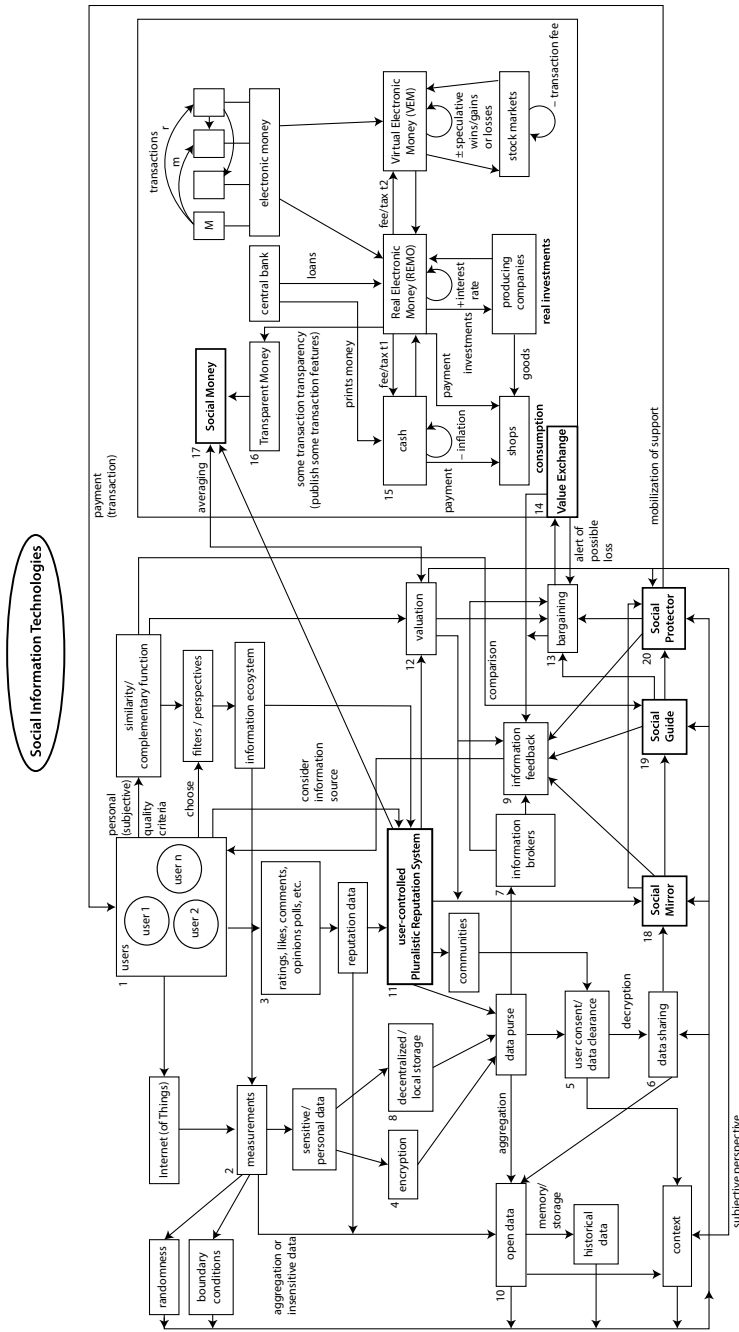 Social Information Technologies
payment
(transaction)
1
users
user 1
user 2
user n
personal
(subjective)
quality
criteria
similarity/
complementary function
choose
filters / perspectives
information ecosystem
consider
information
source
Internet (of Things)
2
measurements
randomness
boundary
conditions
aggregation or
insensitive data
3
ratings, likes, comments,
opinions polls, etc.
reputation data
sensitive/
personal data
4
encryption
8
decentralized /
local storage
11
user-controlled
Pluralistic Reputation System
communities
data purse
aggregation
10
open data
memory/
storage
historical
data
context
5
user consent/
data clearance
decryption
6
data sharing
7
information
brokers
9
information
feedback
comparison
12
valuation
13
bargaining
alert of
possible
loss
18
Social
Mirror
19
Social
Guide
20
Social
Protector
mobilization of support
subjective perspective
averaging
17
Social Money
16
Transparent Money
some transaction transparency
(publish some transaction features)
prints money
central bank
loans
transactions
r
m
M
electronic money
15
cash
fee/tax t1
Real Electronic
Money (REMO)
fee/tax t2
Virtual Electronic
Money (VEM)
payment
– inflation
payment
investments
+interest
rate
± speculative
wins/gains
or losses
shops
goods
producing
companies
stock markets
– transaction fee
consumption
real investments
14
Value Exchange